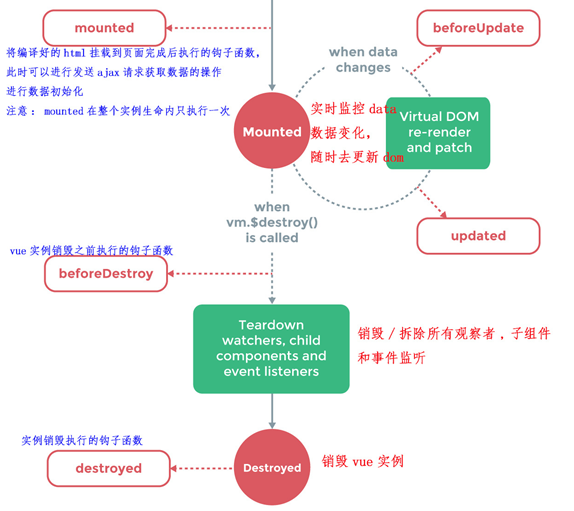 mounted
beforeUpdate
将编译好的html挂载到页面完成后执行的钩子函数，
此时可以进行发送ajax请求获取数据的操作
进行数据初始化
注意：mounted在整个实例生命内只执行一次
when data
changes
Mounted
实时监控data
数据变化，
随时去更新dom
Virtual DOM
re-render
and patch
when
vm.$destroy()
is called
updated
vue实例销毁之前执行的钩子函数
beforeDestroy
Teardown
watchers, child
components and
event listeners
销毁/拆除所有观察者，子组件
和事件监听
实例销毁执行的钩子函数
destroyed
Destroyed
销毁vue实例